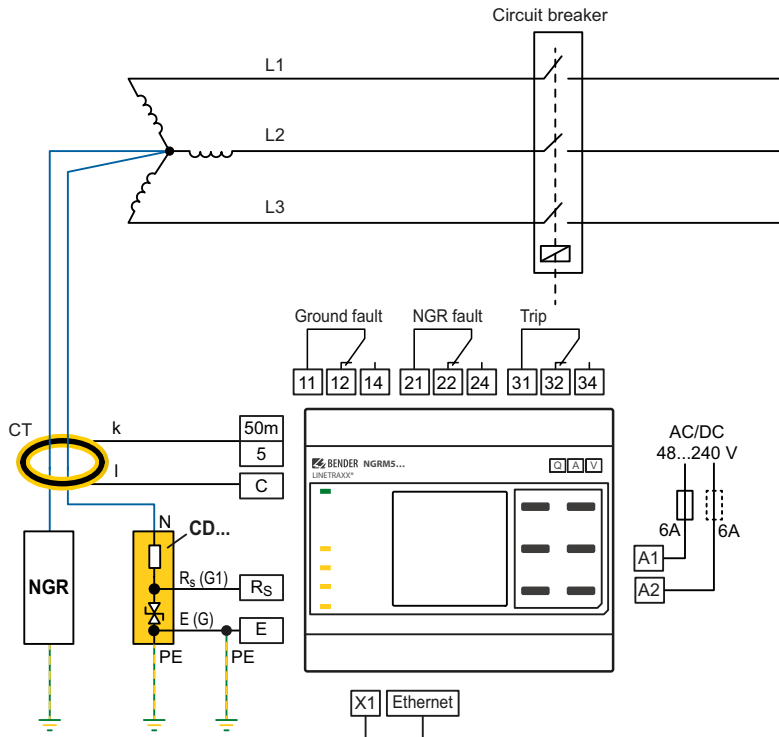 Circuit breaker
L1
L2
L3
Ground fault
NGR fault
Trip
11 12 14 21 22 24 31 32 34
CT
k
50m
5
l
C
BENDER NGRM5...
LINETRAXX®
Q A V
AC/DC
48...240 V
6A
6A
A1
A2
N
CD...
NGR
Rs (G1)
RS
E (G)
E
PE
PE
X1
Ethernet